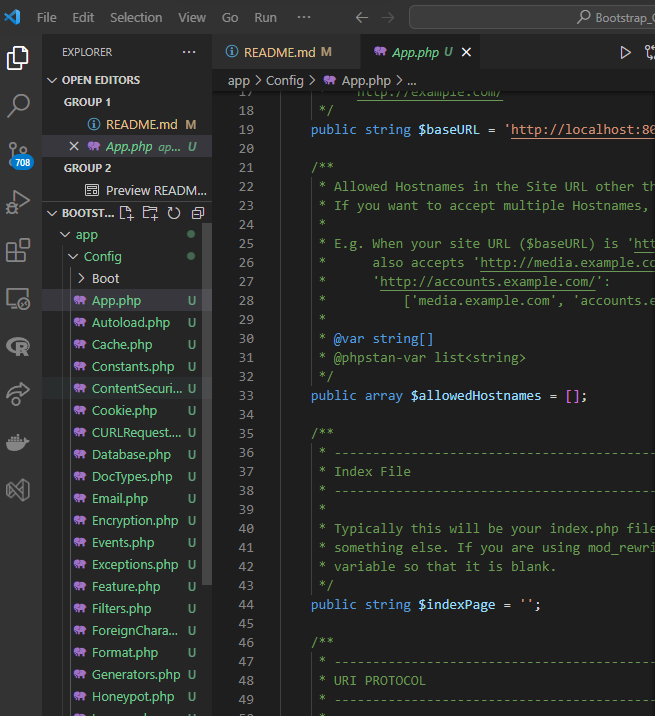 File Edit Selection View Go Run ··· Bootstrap_
EXPLORER ···
OPEN EDITORS
GROUP 1
README.md M
App.php ap... U
GROUP 2
Preview READM...
708
BOOTST...
app
Config
Boot
App.php U
Autoload.php U
Cache.php U
Constants.php U
ContentSecuri... U
Cookie.php U
CURLRequest.... U
Database.php U
DocTypes.php U
Email.php U
Encryption.php U
Events.php U
Exceptions.php U
Feature.php U
Filters.php U
ForeignChara... U
Format.php U
Generators.php U
Honeypot.php U
README.md M
App.php U
app > Config > App.php > ...
17 http://example.com/
18 */
19 public string $baseURL = 'http://localhost:80
20
21 /**
22 * Allowed Hostnames in the Site URL other th
23 * If you want to accept multiple Hostnames,
24 *
25 * E.g. When your site URL ($baseURL) is 'htt
26 * also accepts 'http://media.example.co
27 * 'http://accounts.example.com/':
28 * ['media.example.com', 'accounts.e
29 *
30 * @var string[]
31 * @phpstan-var list<string>
32 */
33 public array $allowedHostnames = [];
34
35 /**
36 * ----------------------------------------
37 * Index File
38 * ----------------------------------------
39 *
40 * Typically this will be your index.php file
41 * something else. If you are using mod_rewri
42 * variable so that it is blank.
43 */
44 public string $indexPage = '';
45
46 /**
47 * ----------------------------------------
48 * URI PROTOCOL
49 * ----------------------------------------